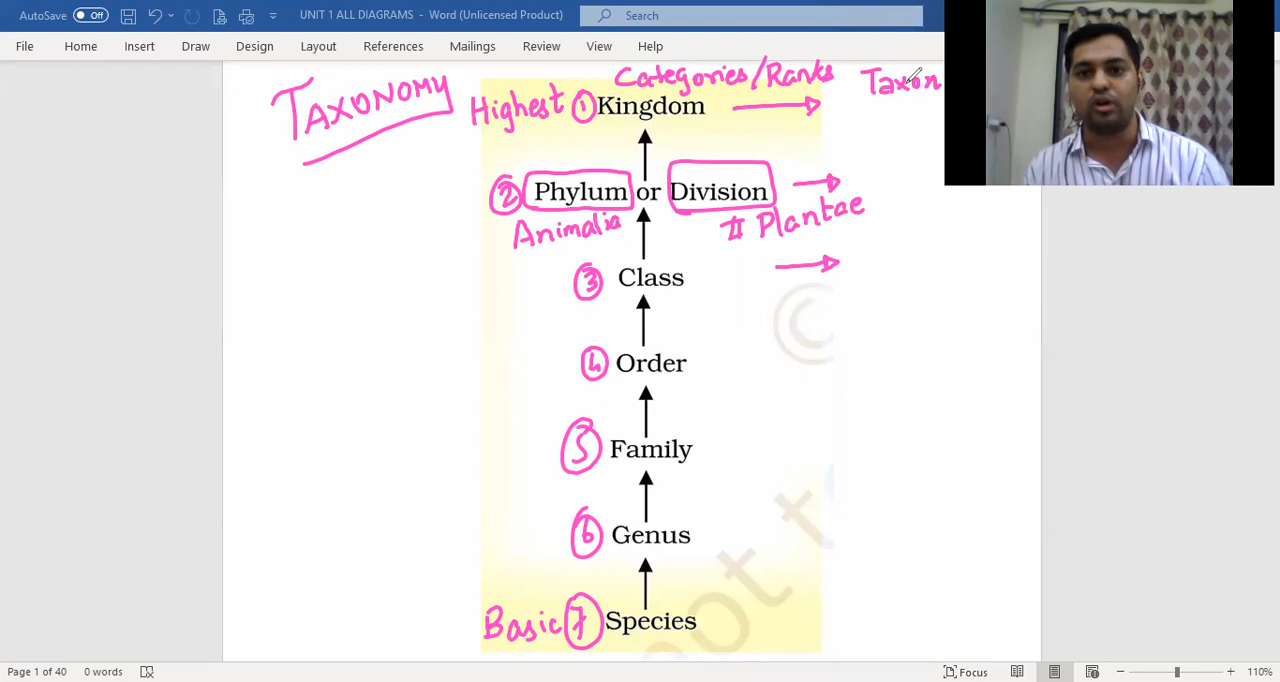 AutoSave Off UNIT 1 ALL DIAGRAMS - Word (Unlicensed Product) Search
File Home Insert Draw Design Layout References Mailings Review View Help
TAXONOMY
Categories/Ranks Taxon
Highest 1 Kingdom
2 Phylum or Division
Animalia II Plantae
3 Class
4 Order
5 Family
6 Genus
Basic 7 Species
©
not t
Page 1 of 40 0 words Focus 110%